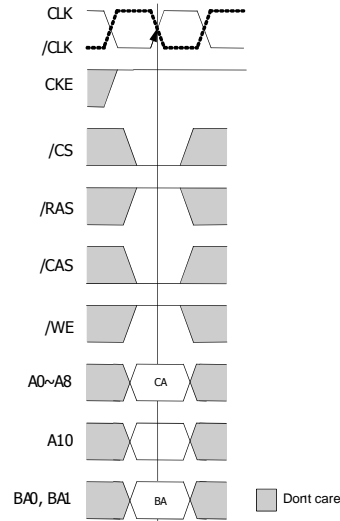 CLK
/CLK
CKE
/CS
/RAS
/CAS
/WE
A0~A8
CA
A10
BA0, BA1
BA
Dont care